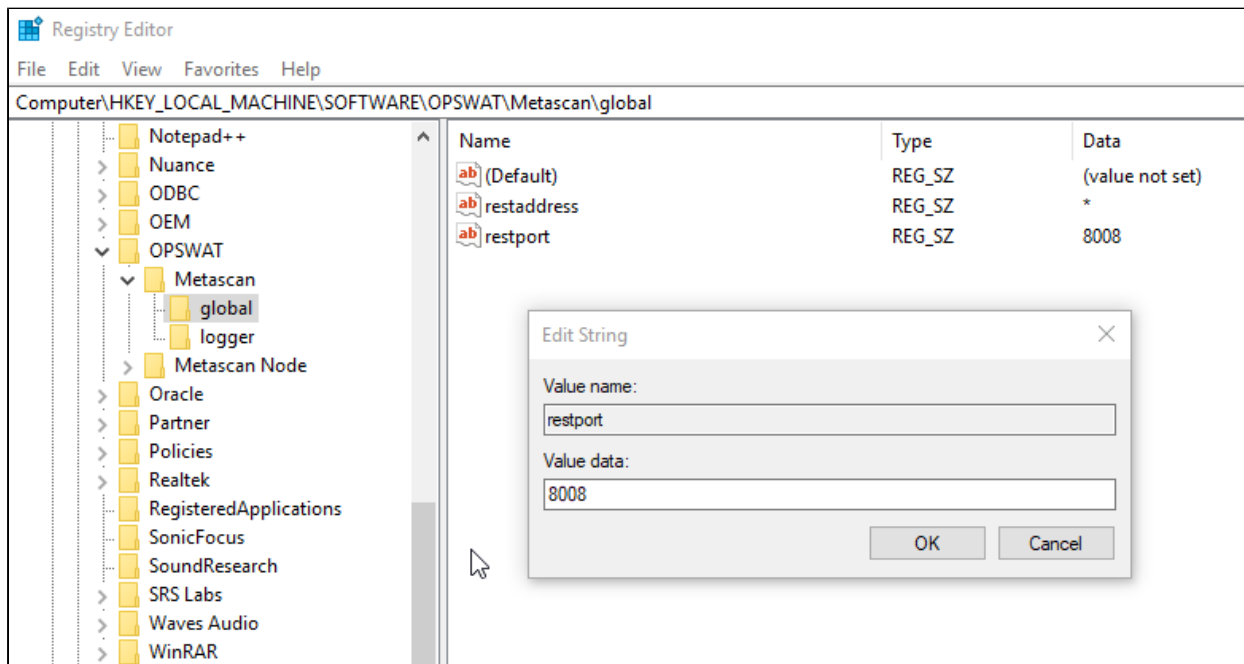 Registry Editor
File Edit View Favorites Help
Computer\HKEY_LOCAL_MACHINE\SOFTWARE\OPSWAT\Metascan\global
Notepad++
Nuance
ODBC
OEM
OPSWAT
Metascan
global
logger
Metascan Node
Oracle
Partner
Policies
Realtek
RegisteredApplications
SonicFocus
SoundResearch
SRS Labs
Waves Audio
WinRAR
Name Type Data
ab (Default) REG_SZ (value not set)
ab restaddress REG_SZ *
ab restport REG_SZ 8008
Edit String
Value name:
restport
Value data:
8008
OK Cancel